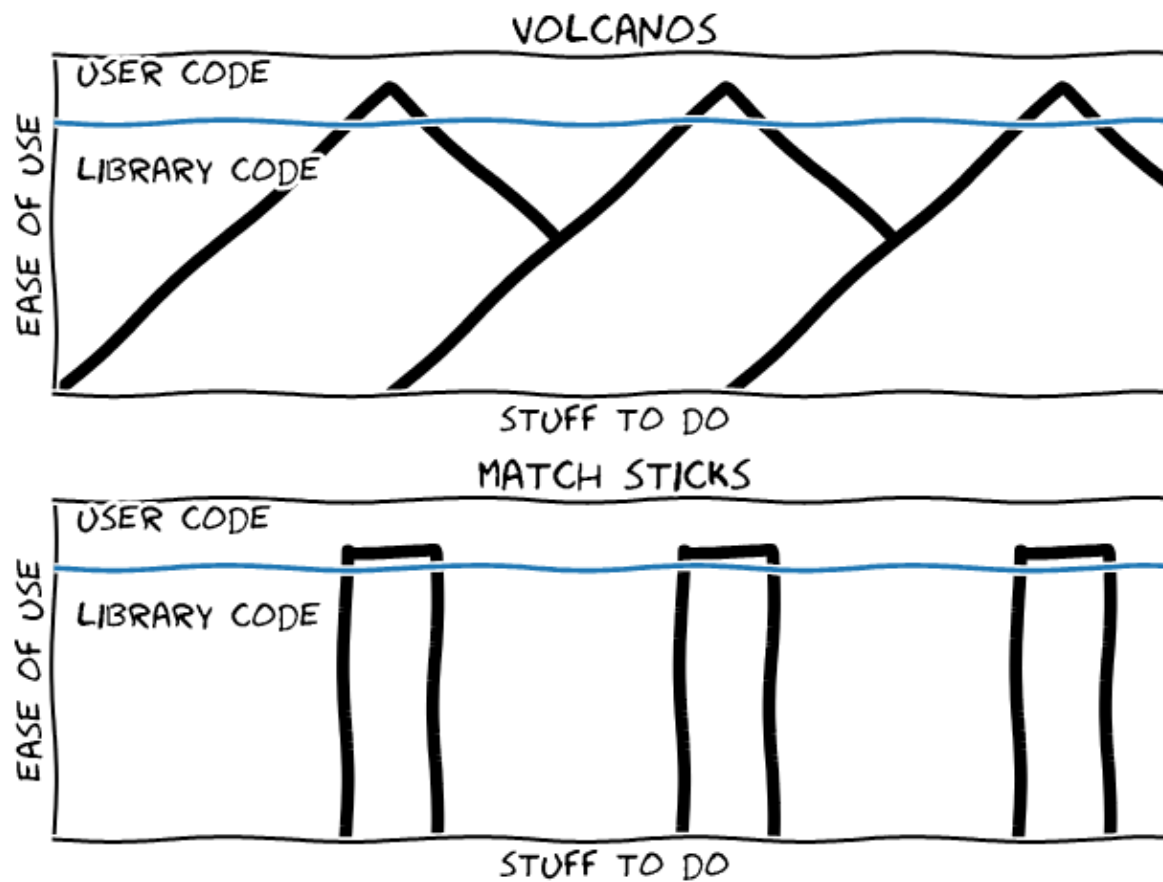 VOLCANOS
USER CODE
LIBRARY CODE
EASE OF USE
STUFF TO DO
MATCH STICKS
USER CODE
LIBRARY CODE
EASE OF USE
STUFF TO DO